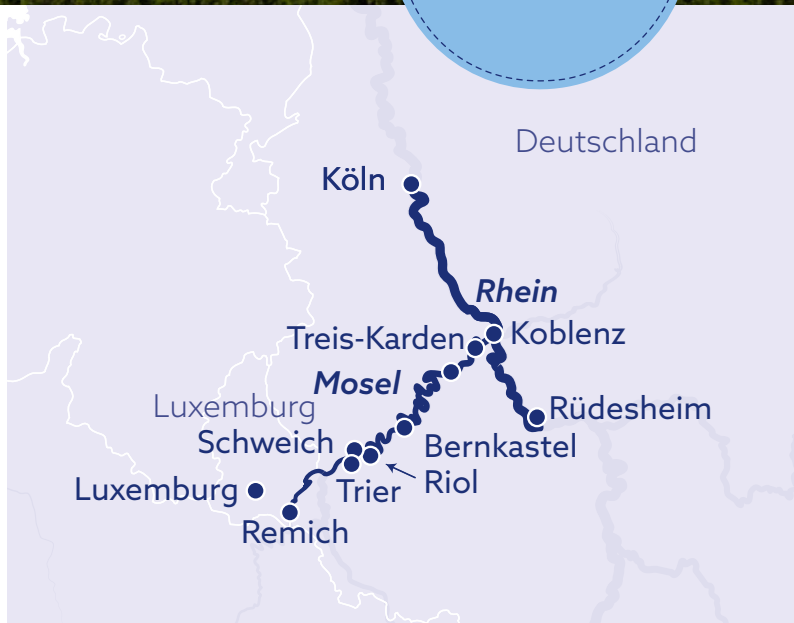 Deutschland
Köln
Rhein
Treis-Karden
Koblenz
Mosel
Luxemburg
Rüdesheim
Schweich
Bernkastel
Luxemburg
Trier
Riol
Remich